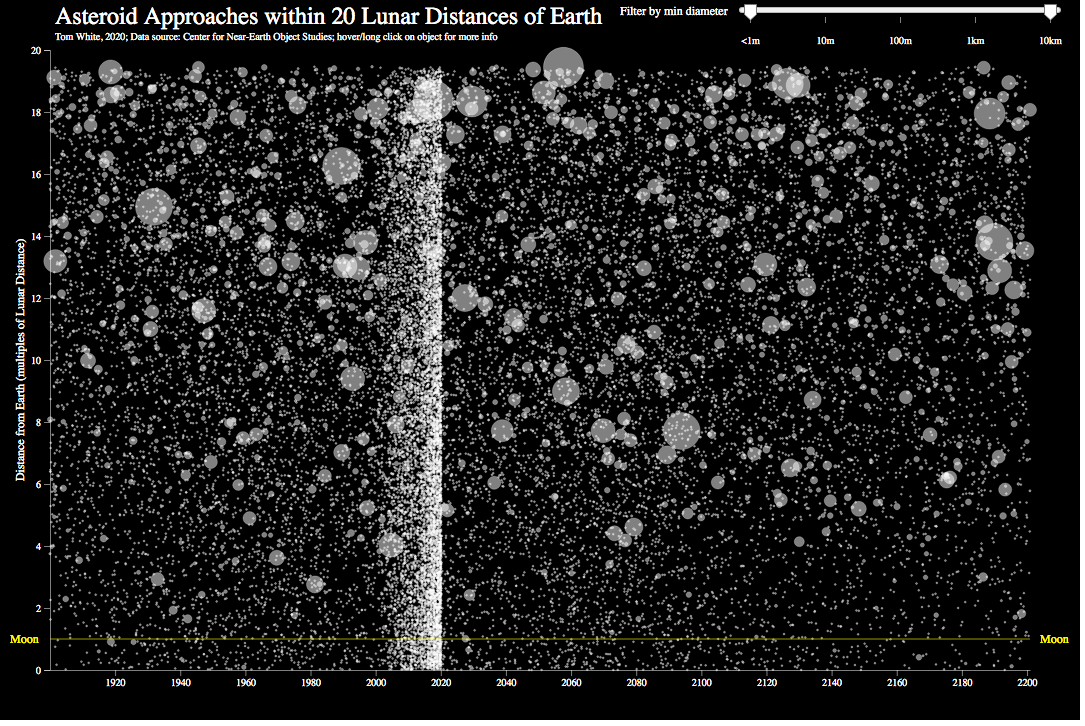 Asteroid Approaches within 20 Lunar Distances of Earth
Tom White, 2020; Data source: Center for Near-Earth Object Studies; hover/long click on object for more info
Filter by min diameter
<1m 10m 100m 1km 10km
Distance from Earth (multiples of Lunar Distance)
20
18
16
14
12
10
8
6
4
2
Moon Moon
0
1920 1940 1960 1980 2000 2020 2040 2060 2080 2100 2120 2140 2160 2180 2200